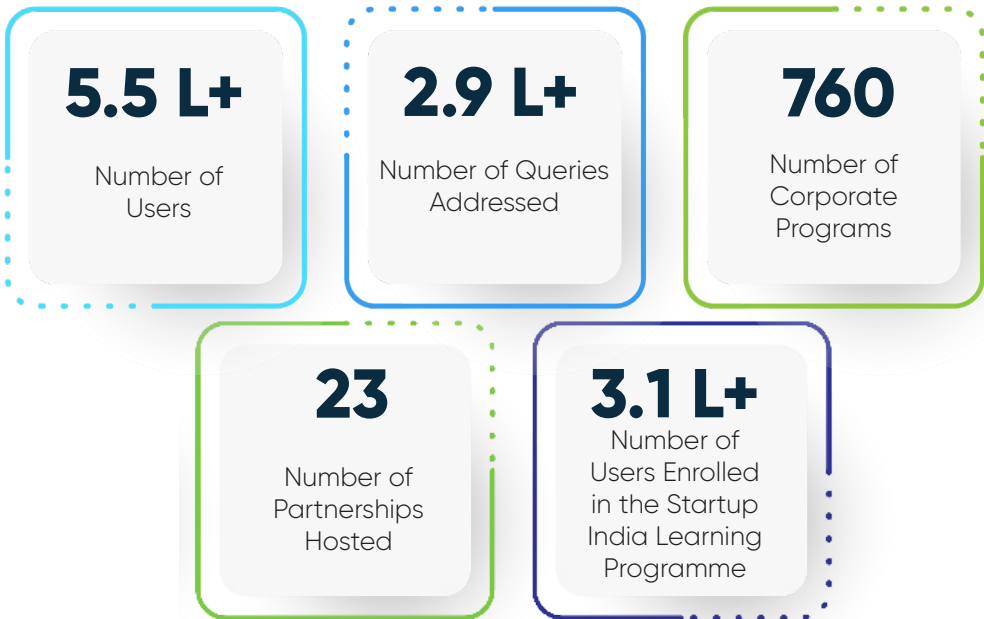 5.5 L+
Number of
Users
2.9 L+
Number of Queries
Addressed
760
Number of
Corporate
Programs
23
Number of
Partnerships
Hosted
3.1 L+
Number of
Users Enrolled
in the Startup
India Learning
Programme